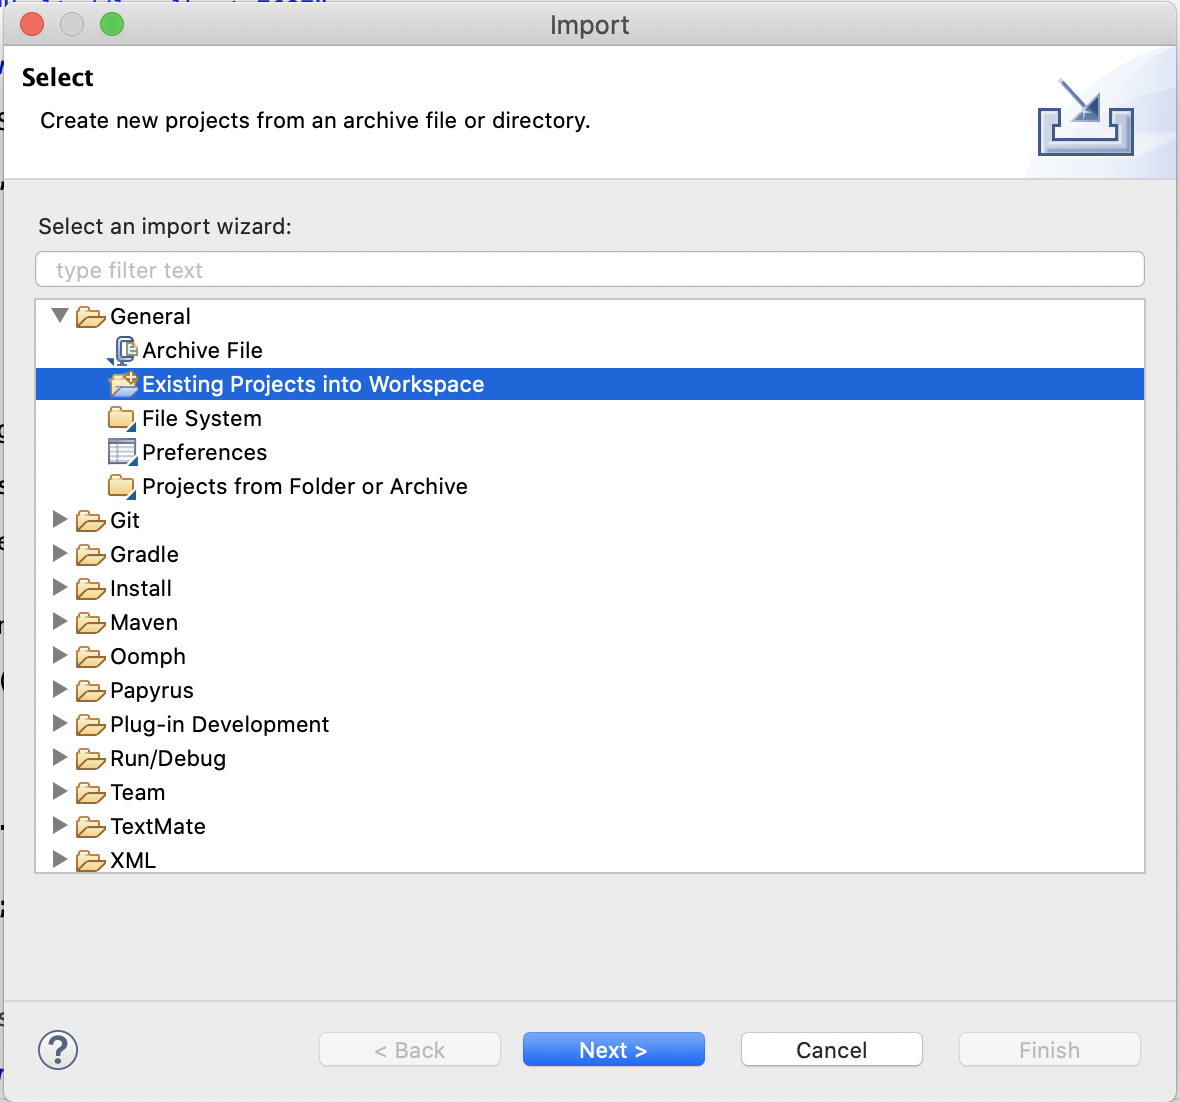 Import
Select
Create new projects from an archive file or directory.
Select an import wizard:
type filter text
General
Archive File
Existing Projects into Workspace
File System
Preferences
Projects from Folder or Archive
Git
Gradle
Install
Maven
Oomph
Papyrus
Plug-in Development
Run/Debug
Team
TextMate
XML
?
< Back
Next >
Cancel
Finish